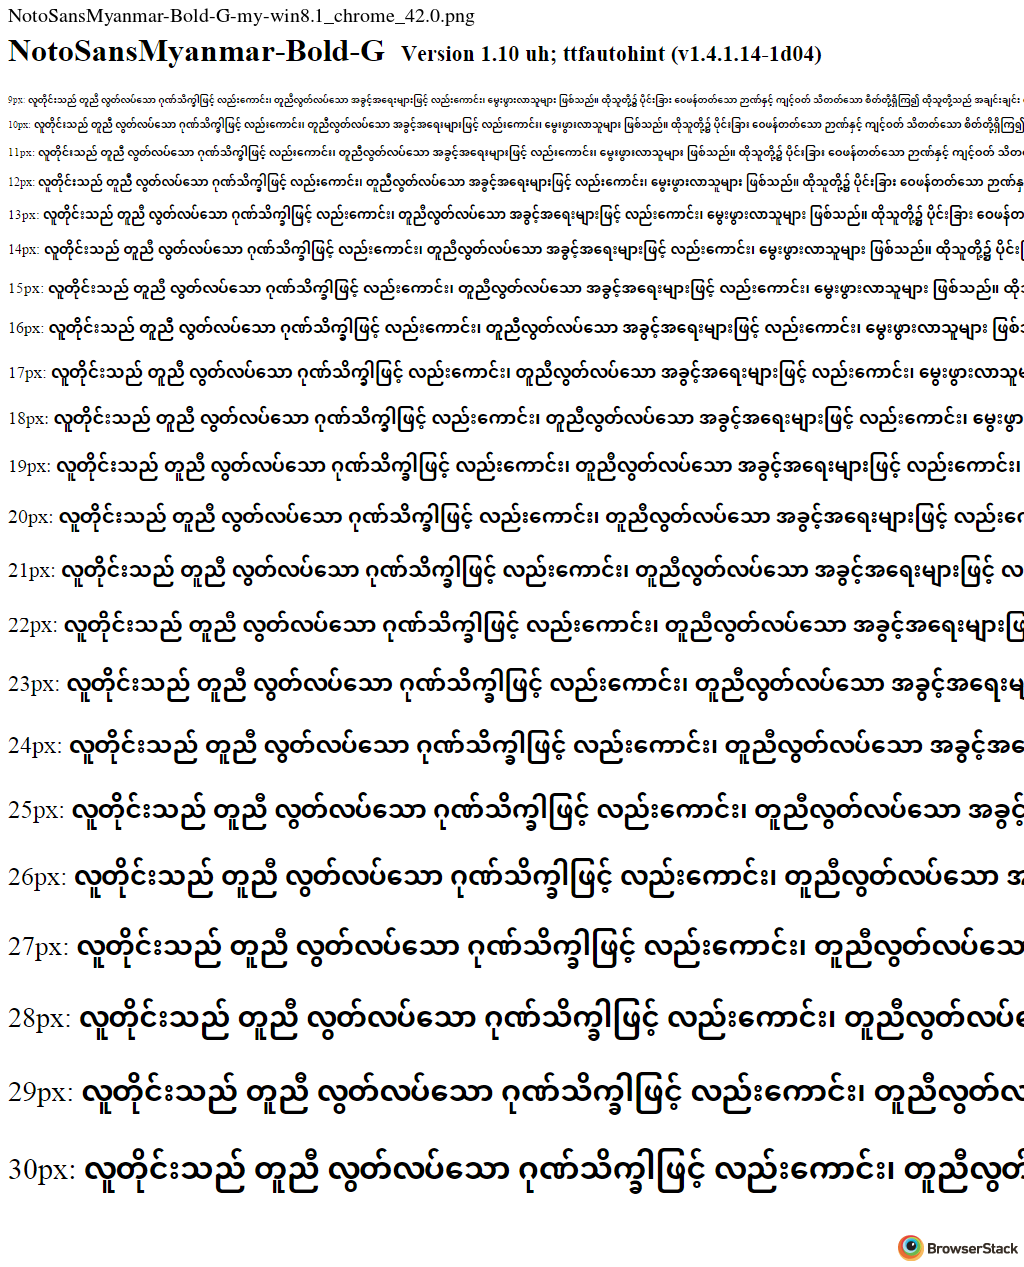 NotoSansMyanmar-Bold-G-my-win8.1_chrome_42.0.png
NotoSansMyanmar-Bold-G Version 1.10 uh; ttfautohint (v1.4.1.14-1d04)
9px: လူတိုင်းသည် တူညီ လွတ်လပ်သော ဂုဏ်သိက္ခါဖြင့် လည်းကောင်း၊ တူညီလွတ်လပ်သော အခွင့်အရေးများဖြင့် လည်းကောင်း၊ မွေးဖွားလာသူများ ဖြစ်သည်။ ထိုသူတို့၌ ပိုင်းခြား ဝေဖန်တတ်သော ဉာဏ်နှင့် ကျင့်ဝတ် သိတတ်သော စိတ်တို့ရှိကြ၍ ထိုသူတို့သည် အချင်းချင်း
10px: လူတိုင်းသည် တူညီ လွတ်လပ်သော ဂုဏ်သိက္ခါဖြင့် လည်းကောင်း၊ တူညီလွတ်လပ်သော အခွင့်အရေးများဖြင့် လည်းကောင်း၊ မွေးဖွားလာသူများ ဖြစ်သည်။ ထိုသူတို့၌ ပိုင်းခြား ဝေဖန်တတ်သော ဉာဏ်နှင့် ကျင့်ဝတ် သိတတ်သော စိတ်တို့ရှိကြ၍
11px: လူတိုင်းသည် တူညီ လွတ်လပ်သော ဂုဏ်သိက္ခါဖြင့် လည်းကောင်း၊ တူညီလွတ်လပ်သော အခွင့်အရေးများဖြင့် လည်းကောင်း၊ မွေးဖွားလာသူများ ဖြစ်သည်။ ထိုသူတို့၌ ပိုင်းခြား ဝေဖန်တတ်သော ဉာဏ်နှင့် ကျင့်ဝတ် သိတ
12px: လူတိုင်းသည် တူညီ လွတ်လပ်သော ဂုဏ်သိက္ခါဖြင့် လည်းကောင်း၊ တူညီလွတ်လပ်သော အခွင့်အရေးများဖြင့် လည်းကောင်း၊ မွေးဖွားလာသူများ ဖြစ်သည်။ ထိုသူတို့၌ ပိုင်းခြား ဝေဖန်တတ်သော ဉာဏ်နှ
13px: လူတိုင်းသည် တူညီ လွတ်လပ်သော ဂုဏ်သိက္ခါဖြင့် လည်းကောင်း၊ တူညီလွတ်လပ်သော အခွင့်အရေးများဖြင့် လည်းကောင်း၊ မွေးဖွားလာသူများ ဖြစ်သည်။ ထိုသူတို့၌ ပိုင်းခြား ဝေဖန်တ
14px: လူတိုင်းသည် တူညီ လွတ်လပ်သော ဂုဏ်သိက္ခါဖြင့် လည်းကောင်း၊ တူညီလွတ်လပ်သော အခွင့်အရေးများဖြင့် လည်းကောင်း၊ မွေးဖွားလာသူများ ဖြစ်သည်။ ထိုသူတို့၌ ပိုင်း
15px: လူတိုင်းသည် တူညီ လွတ်လပ်သော ဂုဏ်သိက္ခါဖြင့် လည်းကောင်း၊ တူညီလွတ်လပ်သော အခွင့်အရေးများဖြင့် လည်းကောင်း၊ မွေးဖွားလာသူများ ဖြစ်သည်။ ထို
16px: လူတိုင်းသည် တူညီ လွတ်လပ်သော ဂုဏ်သိက္ခါဖြင့် လည်းကောင်း၊ တူညီလွတ်လပ်သော အခွင့်အရေးများဖြင့် လည်းကောင်း၊ မွေးဖွားလာသူများ ဖြစ်
17px: လူတိုင်းသည် တူညီ လွတ်လပ်သော ဂုဏ်သိက္ခါဖြင့် လည်းကောင်း၊ တူညီလွတ်လပ်သော အခွင့်အရေးများဖြင့် လည်းကောင်း၊ မွေးဖွားလာသူ
18px: လူတိုင်းသည် တူညီ လွတ်လပ်သော ဂုဏ်သိက္ခါဖြင့် လည်းကောင်း၊ တူညီလွတ်လပ်သော အခွင့်အရေးများဖြင့် လည်းကောင်း၊ မွေးဖွာ
19px: လူတိုင်းသည် တူညီ လွတ်လပ်သော ဂုဏ်သိက္ခါဖြင့် လည်းကောင်း၊ တူညီလွတ်လပ်သော အခွင့်အရေးများဖြင့် လည်းကောင်း၊
20px: လူတိုင်းသည် တူညီ လွတ်လပ်သော ဂုဏ်သိက္ခါဖြင့် လည်းကောင်း၊ တူညီလွတ်လပ်သော အခွင့်အရေးများဖြင့် လည်းက
21px: လူတိုင်းသည် တူညီ လွတ်လပ်သော ဂုဏ်သိက္ခါဖြင့် လည်းကောင်း၊ တူညီလွတ်လပ်သော အခွင့်အရေးများဖြင့် လ
22px: လူတိုင်းသည် တူညီ လွတ်လပ်သော ဂုဏ်သိက္ခါဖြင့် လည်းကောင်း၊ တူညီလွတ်လပ်သော အခွင့်အရေးများဖြ
23px: လူတိုင်းသည် တူညီ လွတ်လပ်သော ဂုဏ်သိက္ခါဖြင့် လည်းကောင်း၊ တူညီလွတ်လပ်သော အခွင့်အရေးမျ
24px: လူတိုင်းသည် တူညီ လွတ်လပ်သော ဂုဏ်သိက္ခါဖြင့် လည်းကောင်း၊ တူညီလွတ်လပ်သော အခွင့်အ
25px: လူတိုင်းသည် တူညီ လွတ်လပ်သော ဂုဏ်သိက္ခါဖြင့် လည်းကောင်း၊ တူညီလွတ်လပ်သော အခွင့်
26px: လူတိုင်းသည် တူညီ လွတ်လပ်သော ဂုဏ်သိက္ခါဖြင့် လည်းကောင်း၊ တူညီလွတ်လပ်သော အ
27px: လူတိုင်းသည် တူညီ လွတ်လပ်သော ဂုဏ်သိက္ခါဖြင့် လည်းကောင်း၊ တူညီလွတ်လပ်သော
28px: လူတိုင်းသည် တူညီ လွတ်လပ်သော ဂုဏ်သိက္ခါဖြင့် လည်းကောင်း၊ တူညီလွတ်လပ်
29px: လူတိုင်းသည် တူညီ လွတ်လပ်သော ဂုဏ်သိက္ခါဖြင့် လည်းကောင်း၊ တူညီလွတ်လ
30px: လူတိုင်းသည် တူညီ လွတ်လပ်သော ဂုဏ်သိက္ခါဖြင့် လည်းကောင်း၊ တူညီလွတ်
BrowserStack